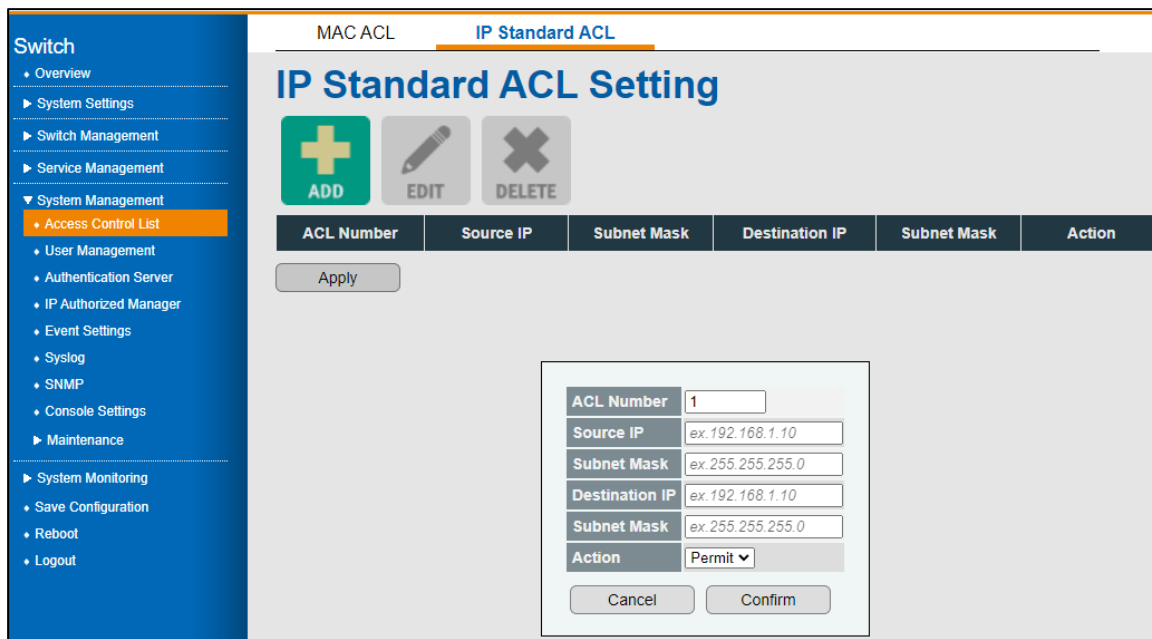 Switch
Overview
System Settings
Switch Management
Service Management
System Management
Access Control List
User Management
Authentication Server
IP Authorized Manager
Event Settings
Syslog
SNMP
Console Settings
Maintenance
System Monitoring
Save Configuration
Reboot
Logout
MAC ACL IP Standard ACL
IP Standard ACL Setting
ADD EDIT DELETE
ACL Number Source IP Subnet Mask Destination IP Subnet Mask Action
Apply
ACL Number 1
Source IP ex.192.168.1.10
Subnet Mask ex.255.255.255.0
Destination IP ex.192.168.1.10
Subnet Mask ex.255.255.255.0
Action Permit
Cancel Confirm